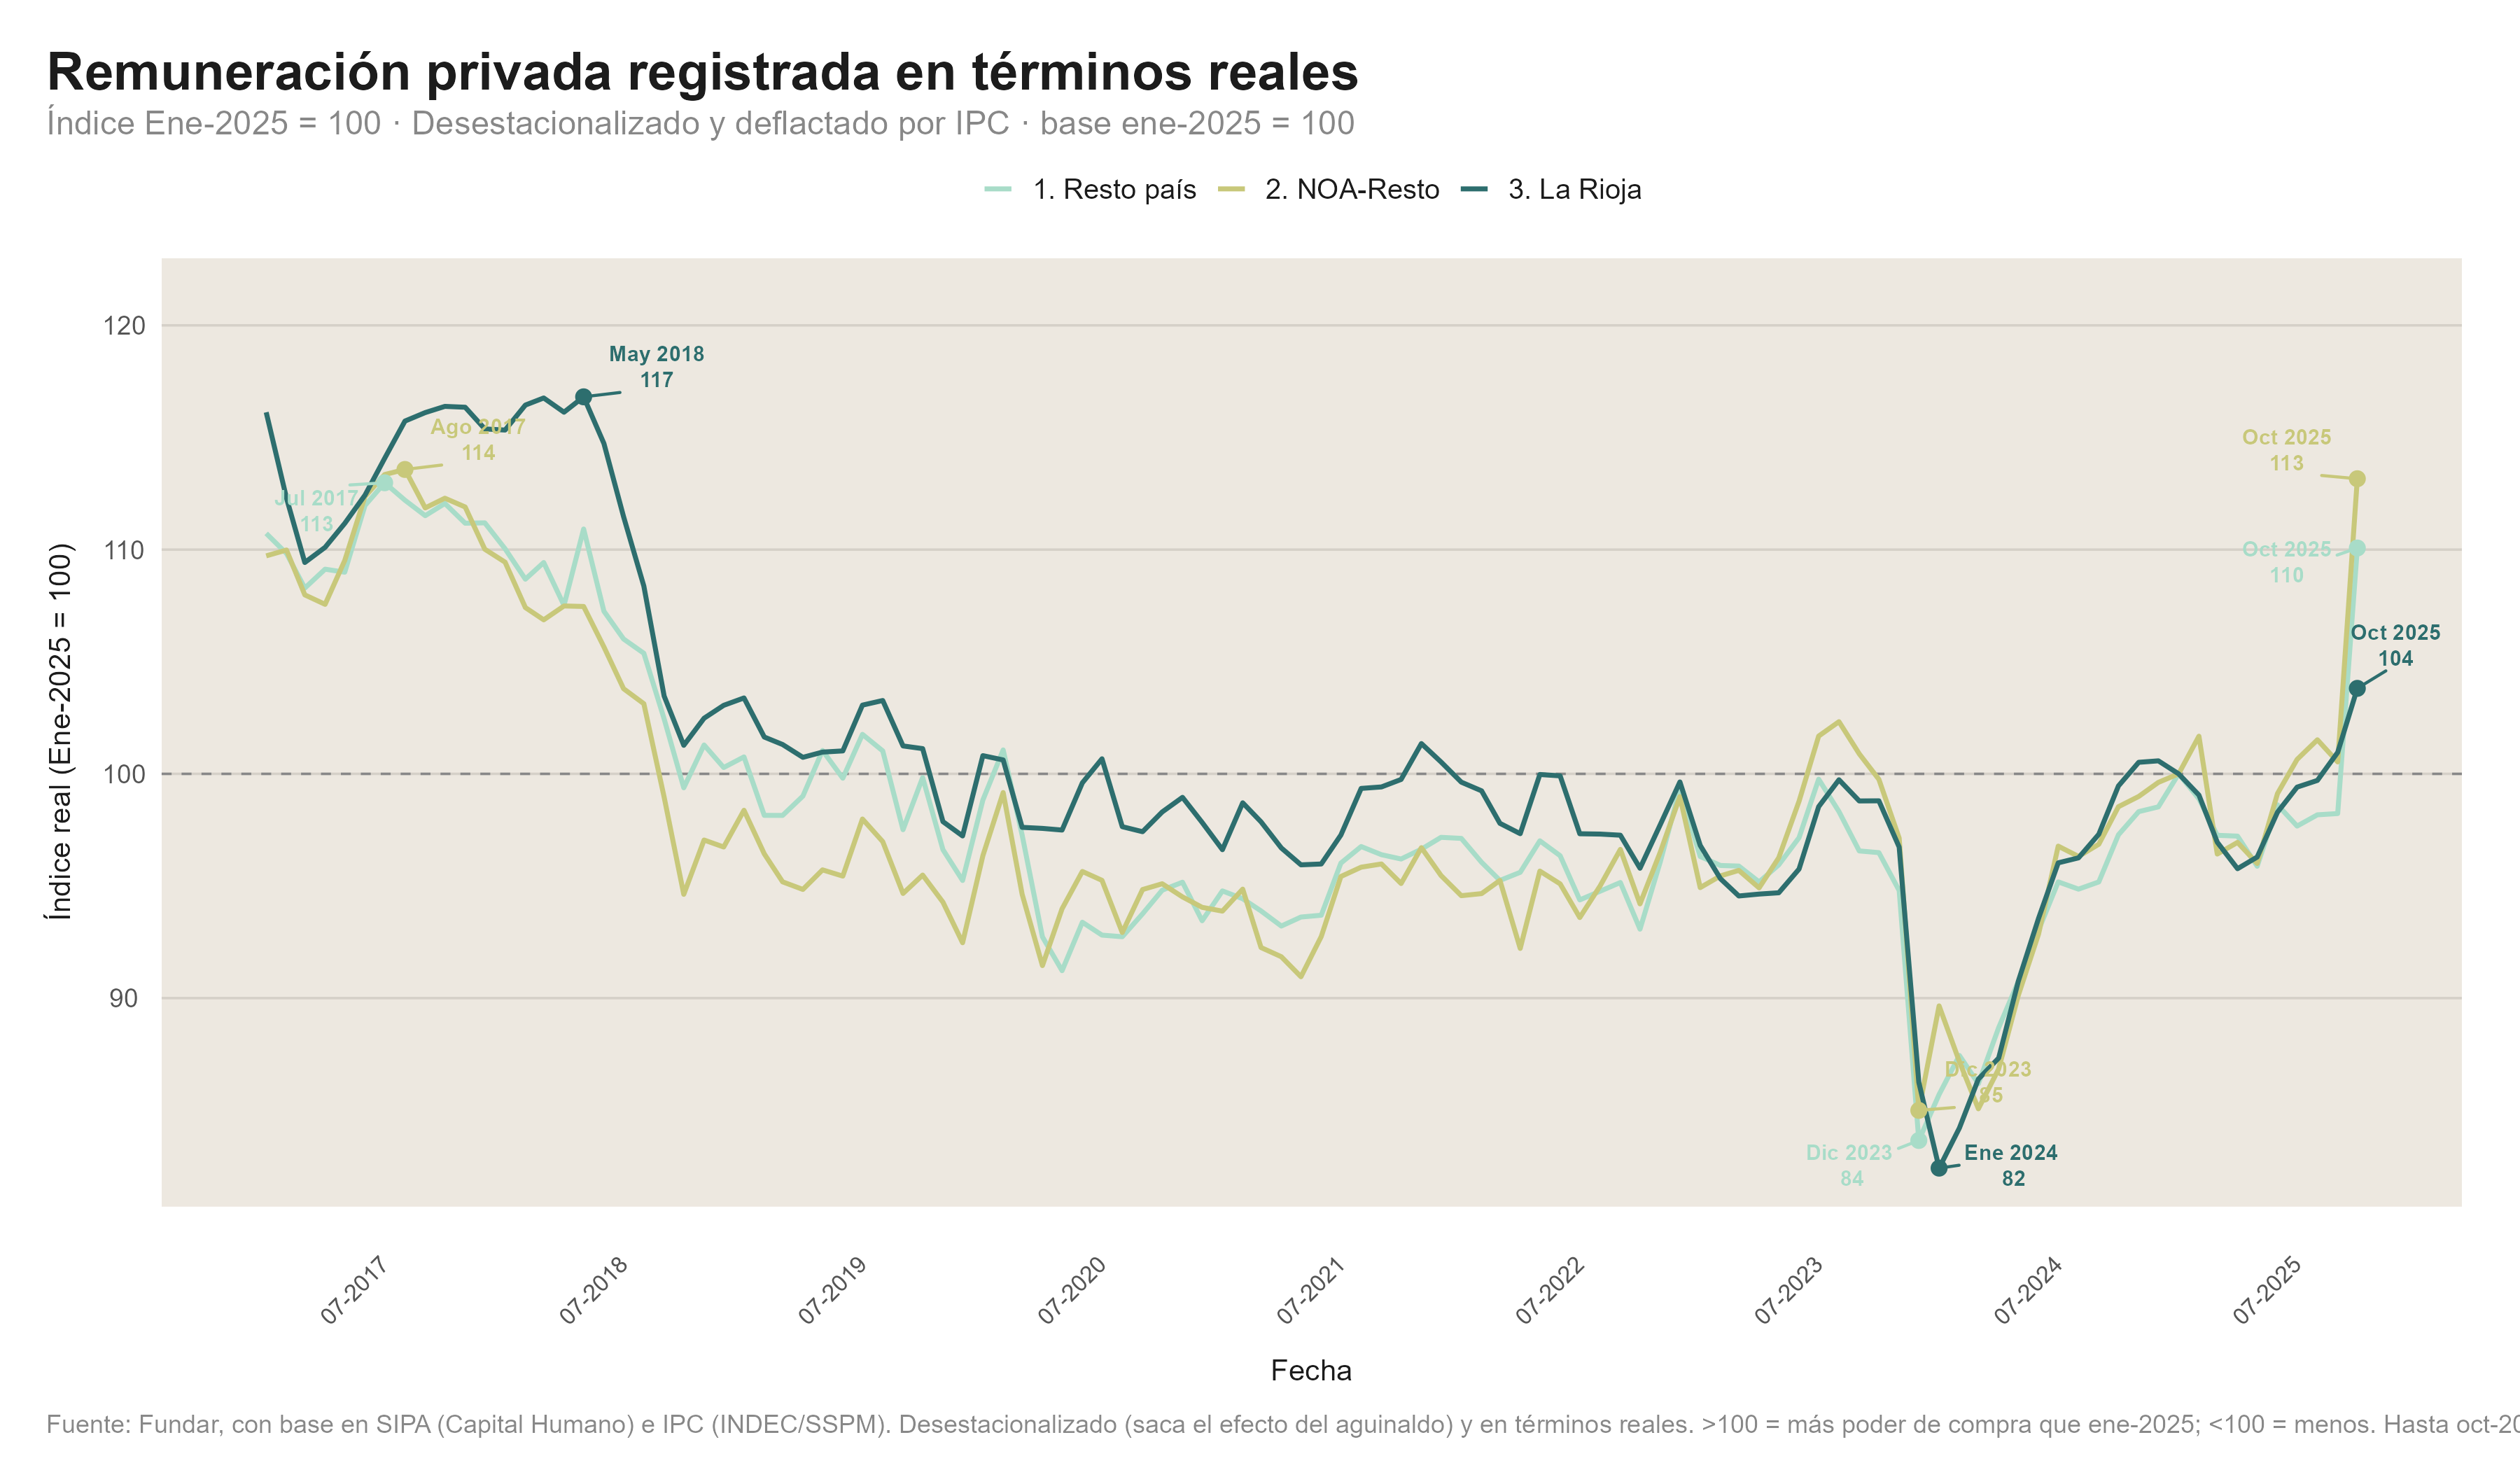 Remuneración privada registrada en términos reales
Índice Ene-2025 = 100 · Desestacionalizado y deflactado por IPC · base ene-2025 = 100
1. Resto país
2. NOA-Resto
3. La Rioja
Índice real (Ene-2025 = 100)
120
110
100
90
May 2018
117
Ago 2017
114
Jul 2017
113
Oct 2025
113
Oct 2025
110
Oct 2025
104
Dic 2023
85
Dic 2023
84
Ene 2024
82
07-2017
07-2018
07-2019
07-2020
07-2021
07-2022
07-2023
07-2024
07-2025
Fecha
Fuente: Fundar, con base en SIPA (Capital Humano) e IPC (INDEC/SSPM). Desestacionalizado (saca el efecto del aguinaldo) y en términos reales. >100 = más poder de compra que ene-2025; <100 = menos. Hasta oct-20